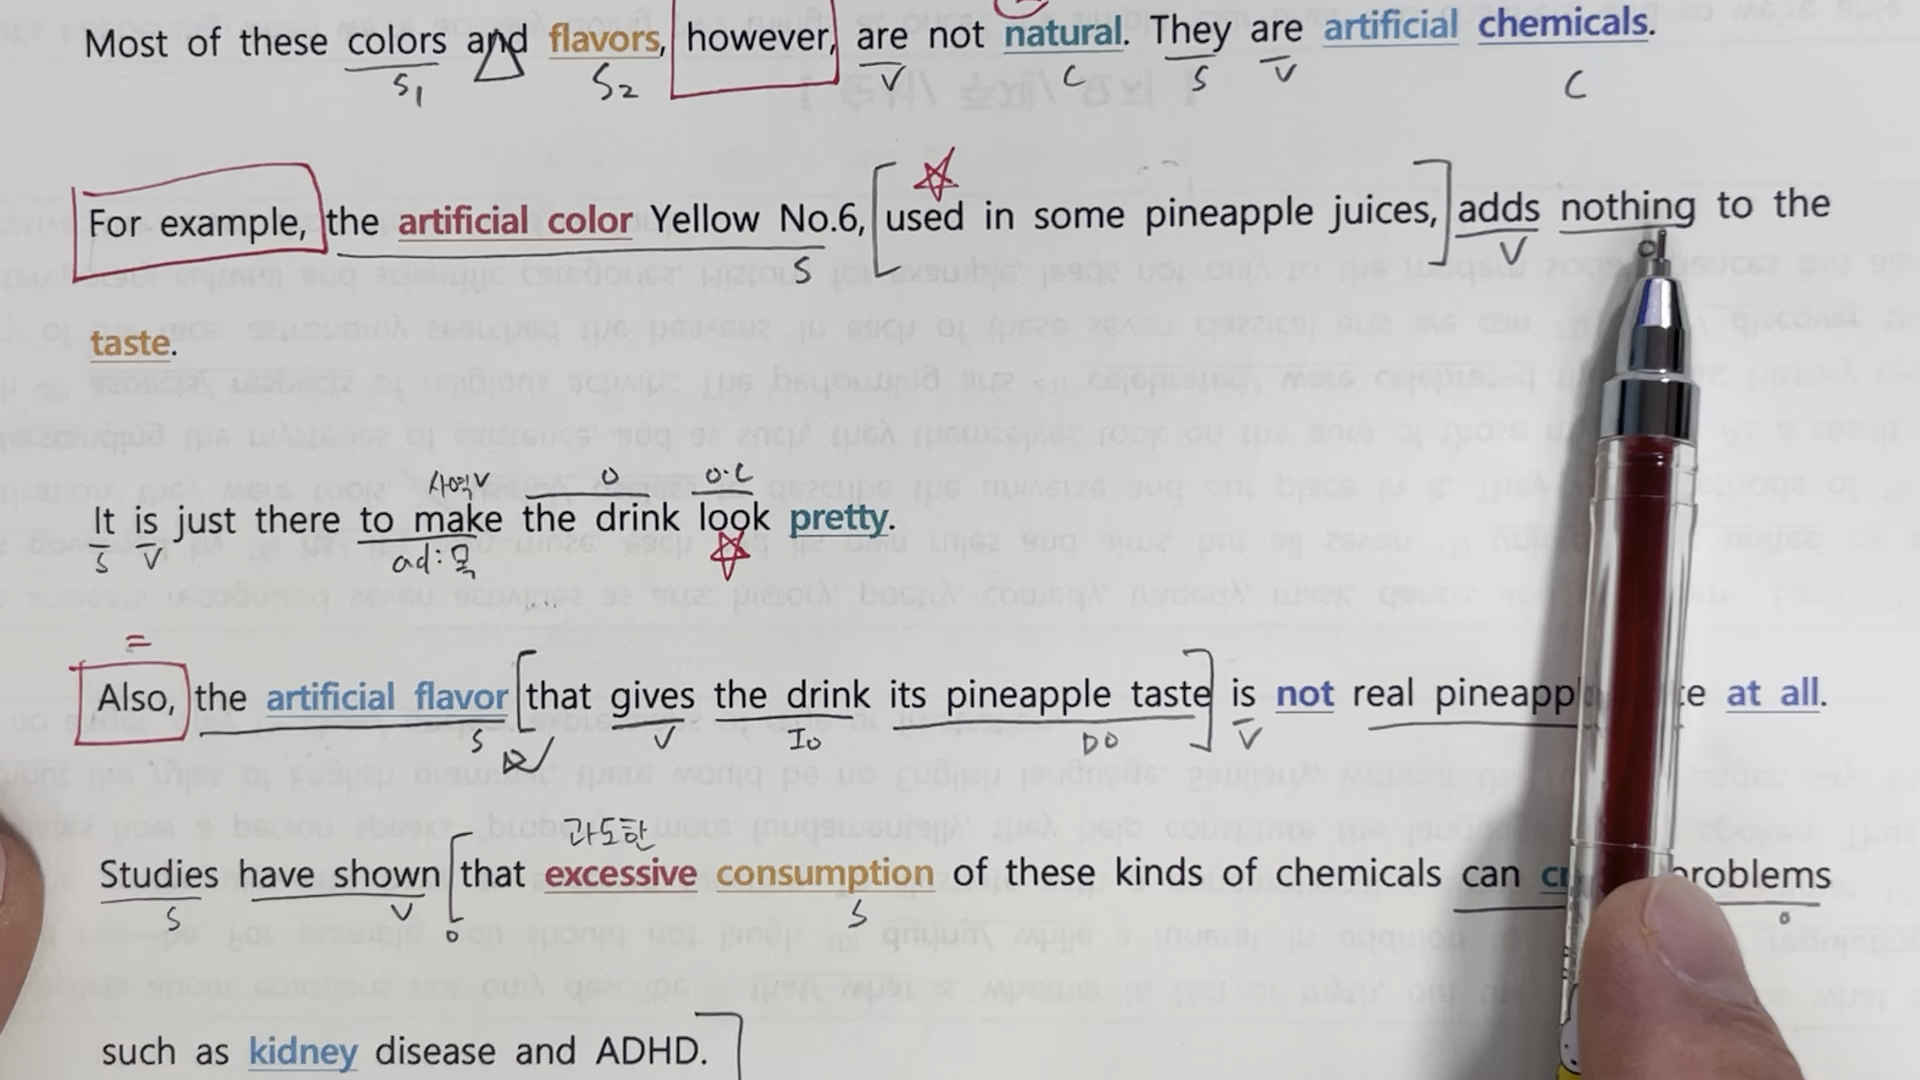 Most of these colors and flavors, however, are not natural. They are artificial chemicals.
S1 S2 V C S V C
For example, the artificial color Yellow No.6, used in some pineapple juices, adds nothing to the
S V
taste.
사역V O O·C
It is just there to make the drink look pretty.
S V ad:목
=
Also, the artificial flavor that gives the drink its pineapple taste is not real pineapp te at all.
S V IO DO V
과도한
Studies have shown that excessive consumption of these kinds of chemicals can problems
S V O S o
such as kidney disease and ADHD.